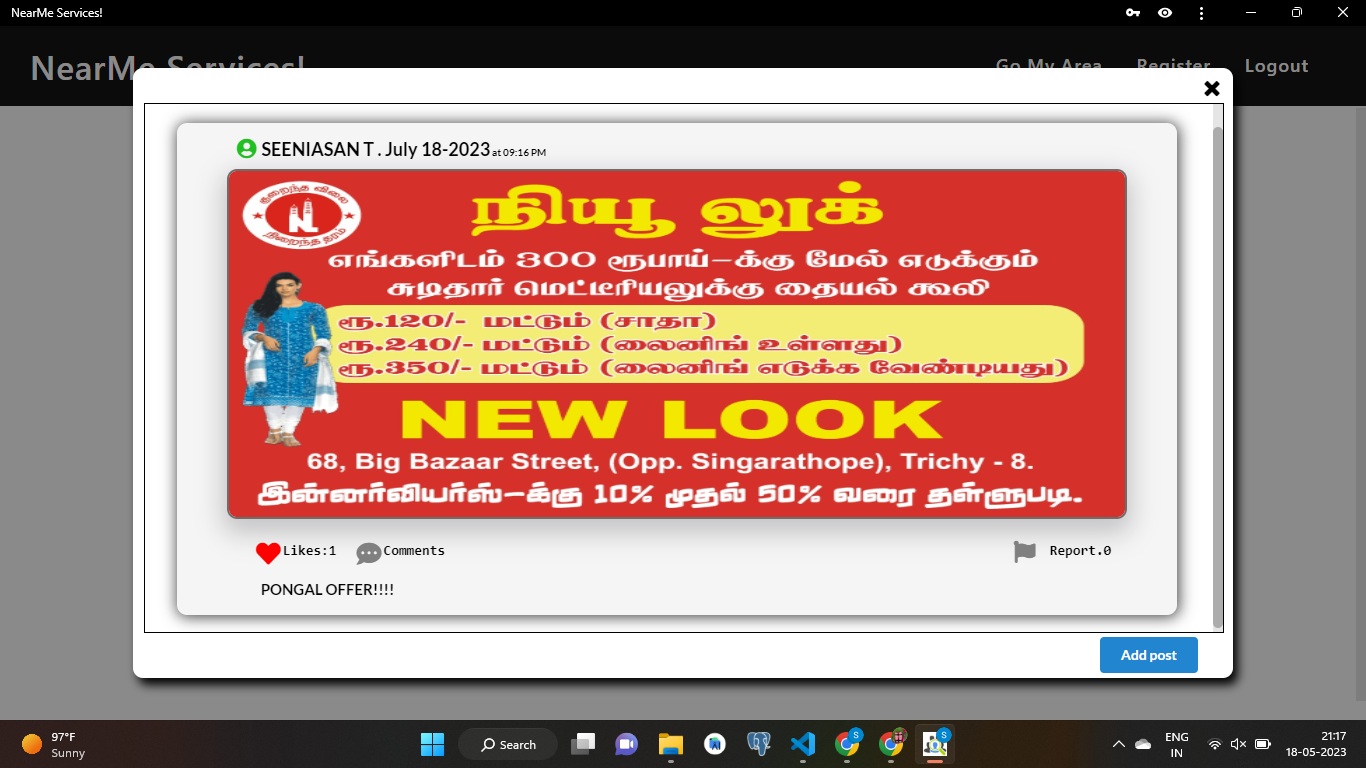 NearMe Services!
NearMe Services!
Go My Area Register Logout
SEENIASAN T . July 18-2023 at 09:16 PM
குறைந்த விலை
NL
நிறைந்த தரம்
நியூ லுக்
எங்களிடம் 300 ரூபாய்-க்கு மேல் எடுக்கும்
சுடிதார் மெட்டீரியலுக்கு தையல் கூலி
ரூ.120/- மட்டும் (சாதா)
ரூ.240/- மட்டும் (லைனிங் உள்ளது)
ரூ.350/- மட்டும் (லைனிங் எடுக்க வேண்டியது)
NEW LOOK
68, Big Bazaar Street, (Opp. Singarathope), Trichy - 8.
இன்னர்வியர்ஸ்-க்கு 10% முதல் 50% வரை தள்ளுபடி.
Likes:1 Comments Report.0
PONGAL OFFER!!!!
Add post
97°F
Sunny
Search
ENG
IN
21:17
18-05-2023